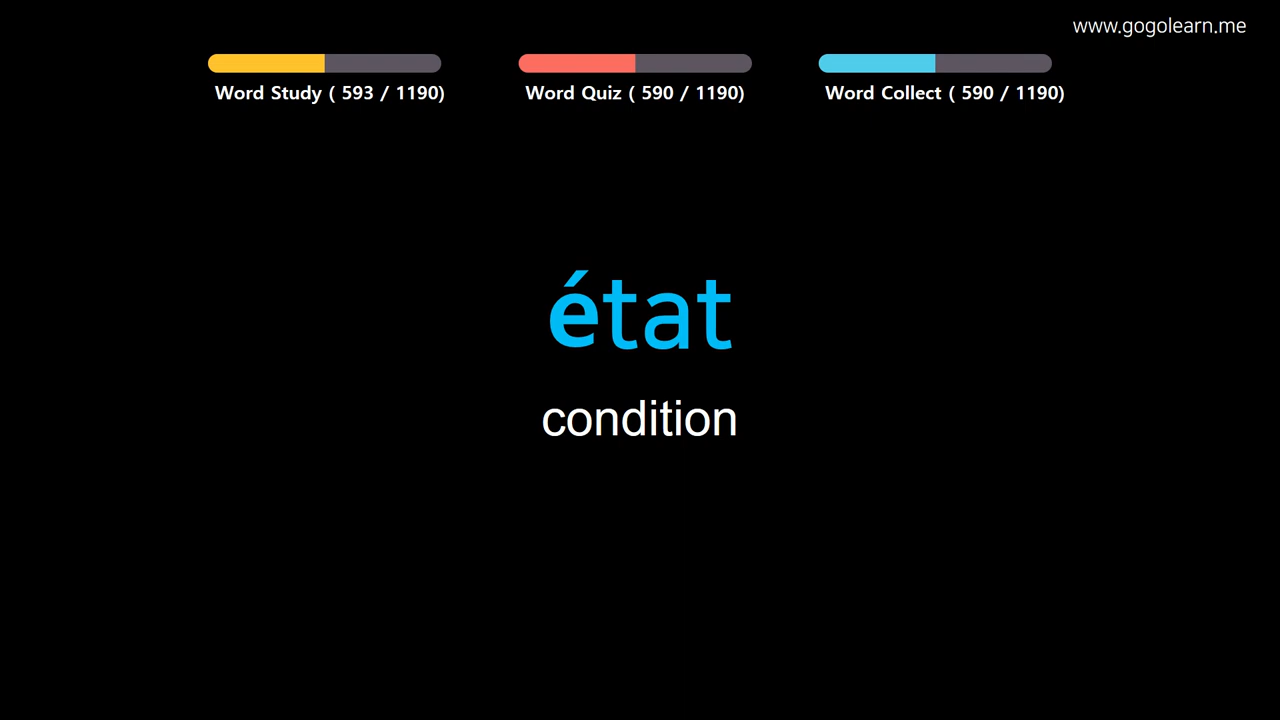 www.gogolearn.me
Word Study ( 593 / 1190)
Word Quiz ( 590 / 1190)
Word Collect ( 590 / 1190)
état
condition